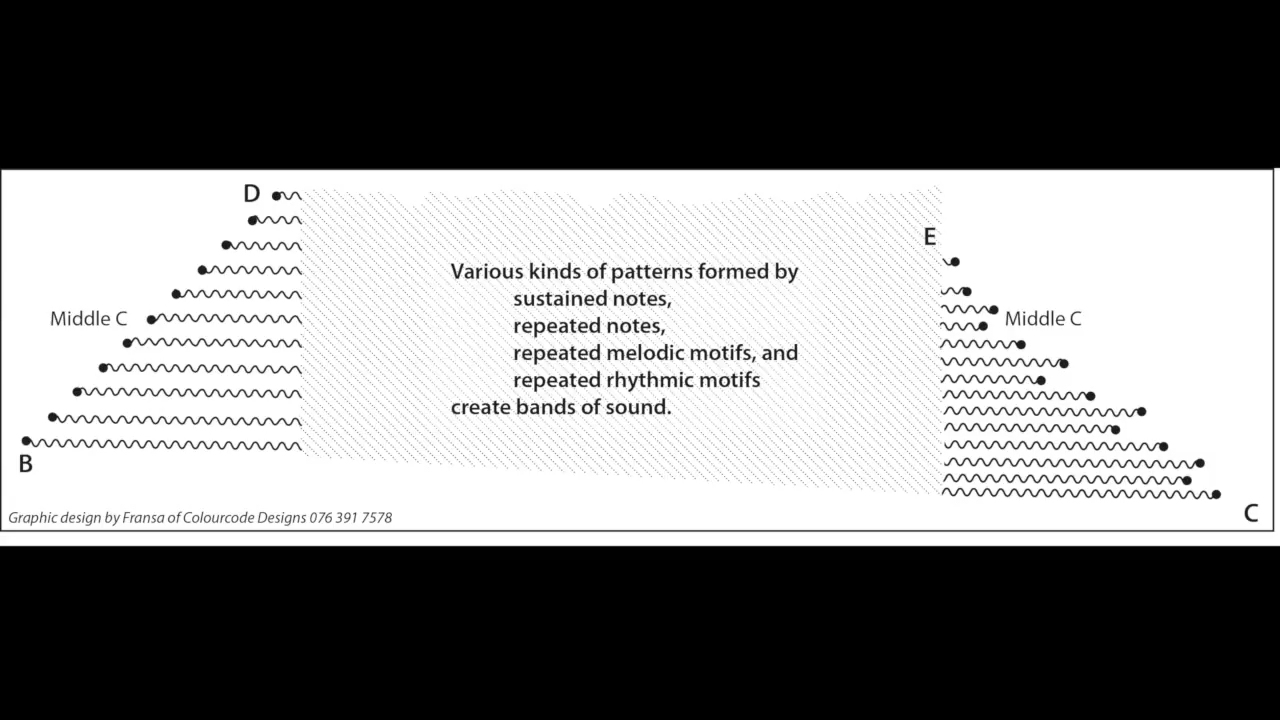 D
E
Various kinds of patterns formed by
sustained notes,
Middle C
Middle C
repeated notes,
repeated melodic motifs, and
repeated rhythmic motifs
create bands of sound.
B
C
Graphic design by Fransa of Colourcode Designs 076 391 7578